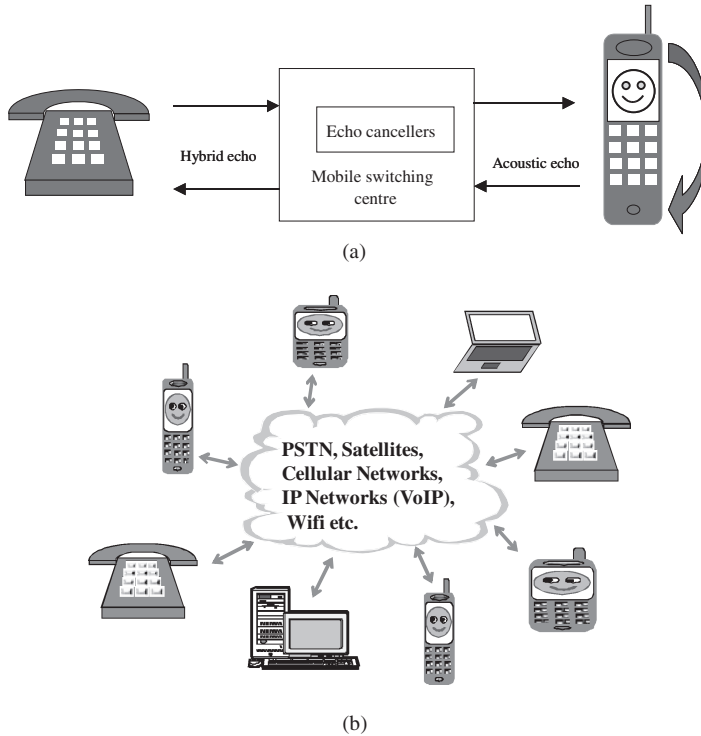 Echo cancellers
Hybrid echo
Acoustic echo
Mobile switching
centre
(a)
PSTN, Satellites,
Cellular Networks,
IP Networks (VoIP),
Wifi etc.
(b)